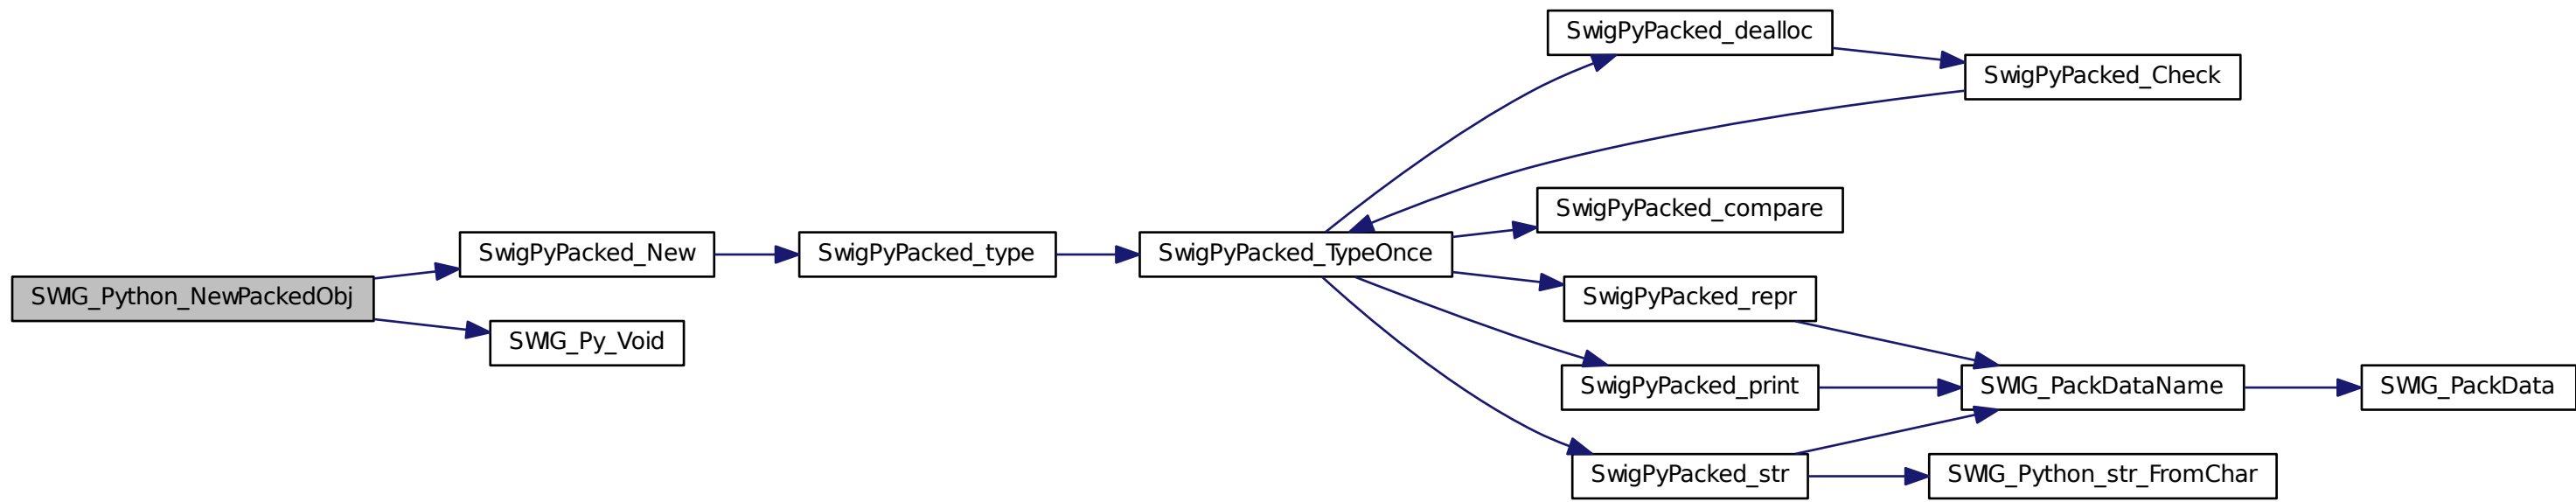 SWIG_Python_NewPackedObj
SwigPyPacked_New
SWIG_Py_Void
SwigPyPacked_type
SwigPyPacked_TypeOnce
SwigPyPacked_dealloc
SwigPyPacked_Check
SwigPyPacked_compare
SwigPyPacked_repr
SwigPyPacked_print
SwigPyPacked_str
SWIG_PackDataName
SWIG_Python_str_FromChar
SWIG_PackData